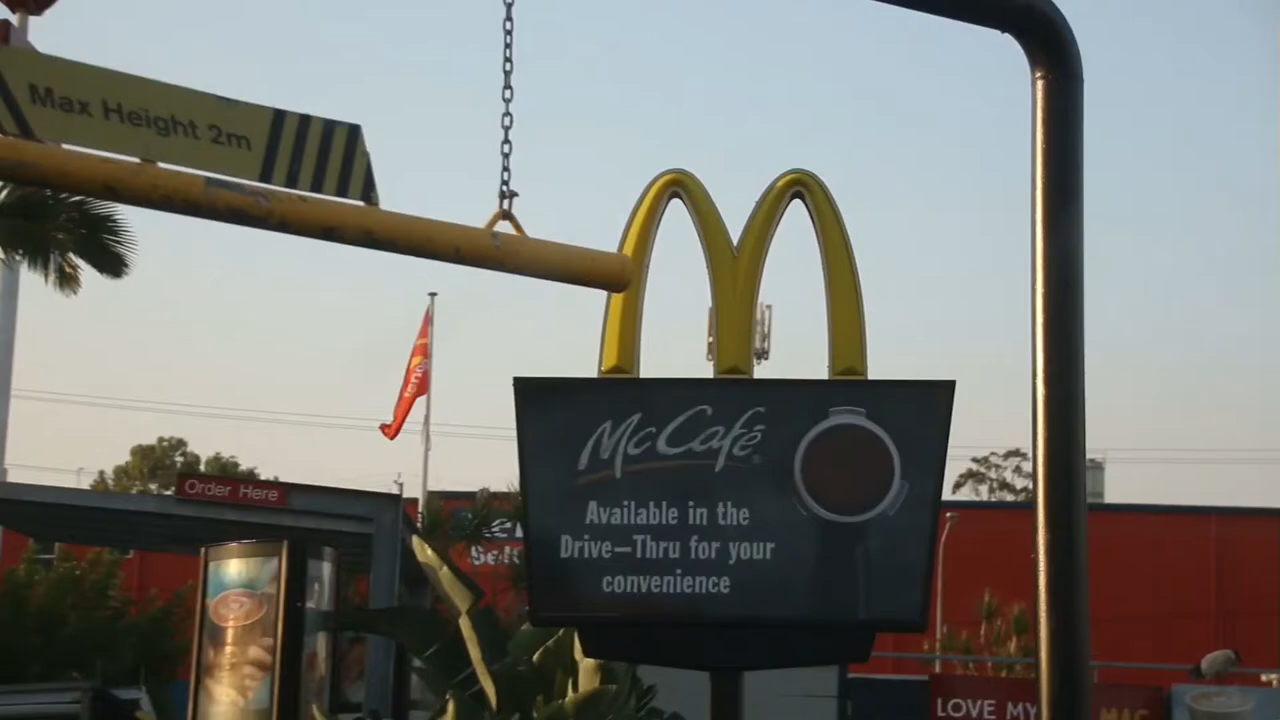 Max Height 2m
McCafé
Available in the
Drive-Thru for your
convenience
Order Here
LOVE MY